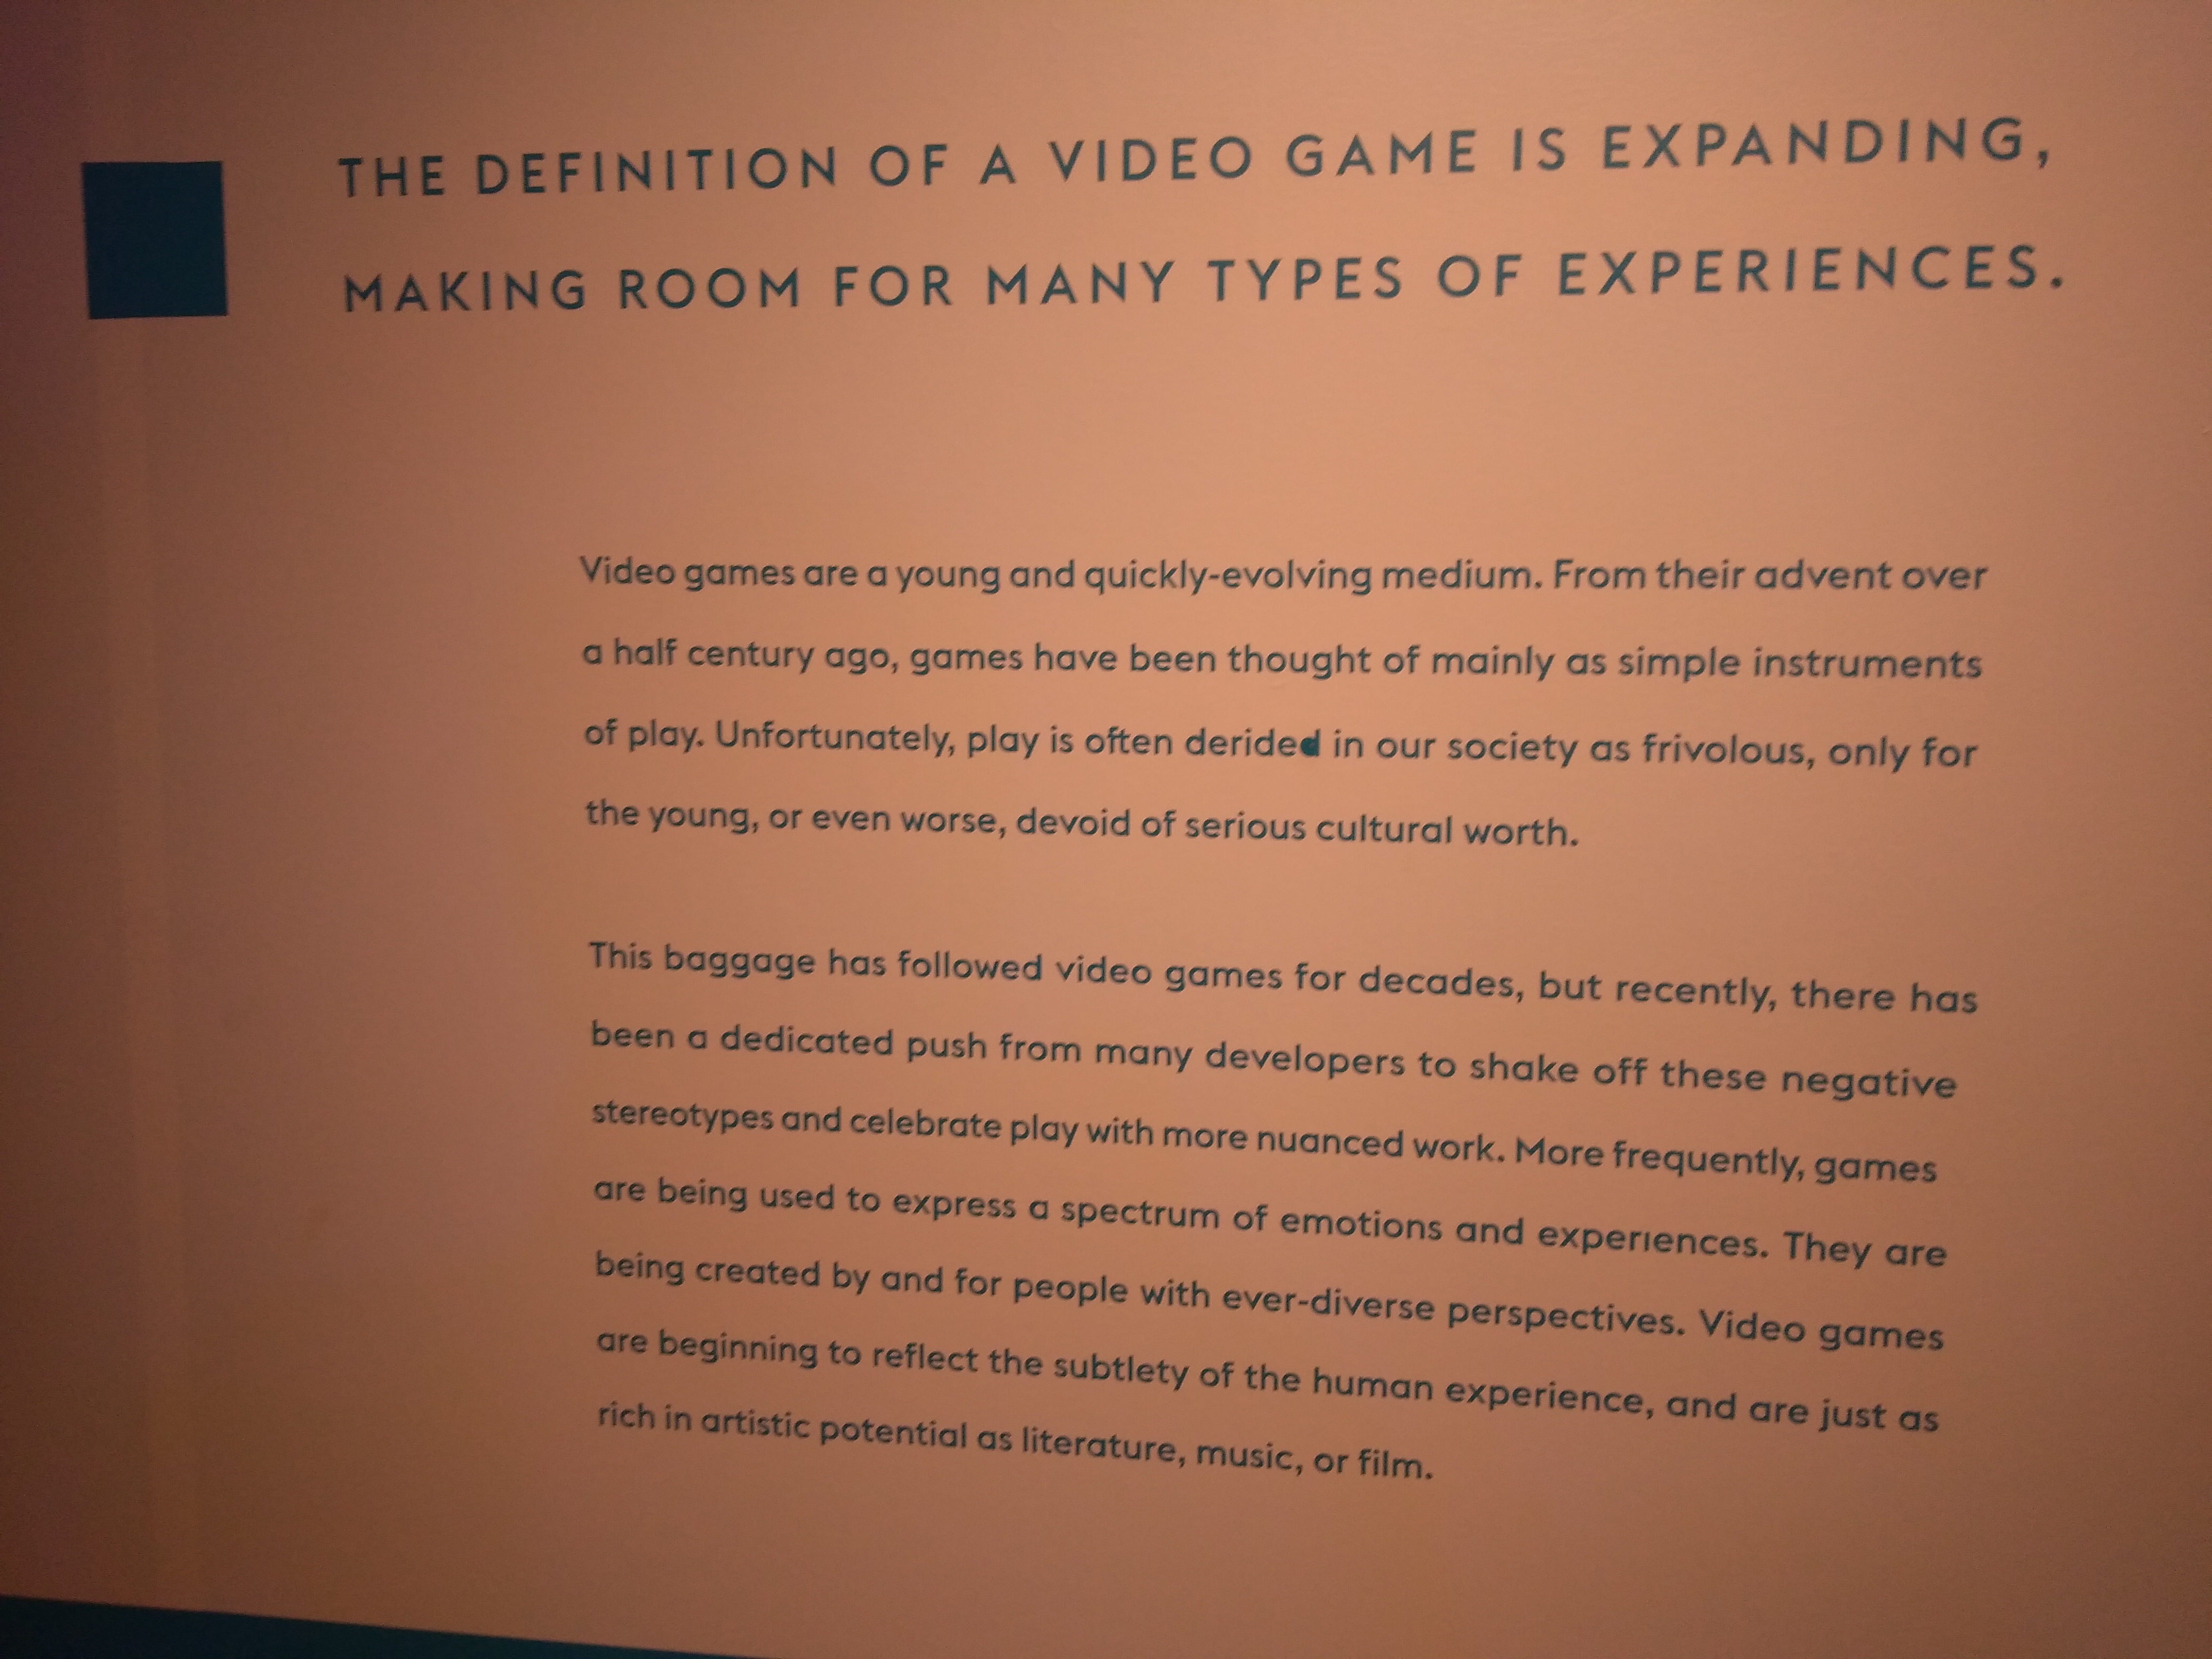 THE DEFINITION OF A VIDEO GAME IS EXPANDING,
MAKING ROOM FOR MANY TYPES OF EXPERIENCES.
Video games are a young and quickly-evolving medium. From their advent over
a half century ago, games have been thought of mainly as simple instruments
of play. Unfortunately, play is often derided in our society as frivolous, only for
the young, or even worse, devoid of serious cultural worth.
This baggage has followed video games for decades, but recently, there has
been a dedicated push from many developers to shake off these negative
stereotypes and celebrate play with more nuanced work. More frequently, games
are being used to express a spectrum of emotions and experiences. They are
being created by and for people with ever-diverse perspectives. Video games
are beginning to reflect the subtlety of the human experience, and are just as
rich in artistic potential as literature, music, or film.